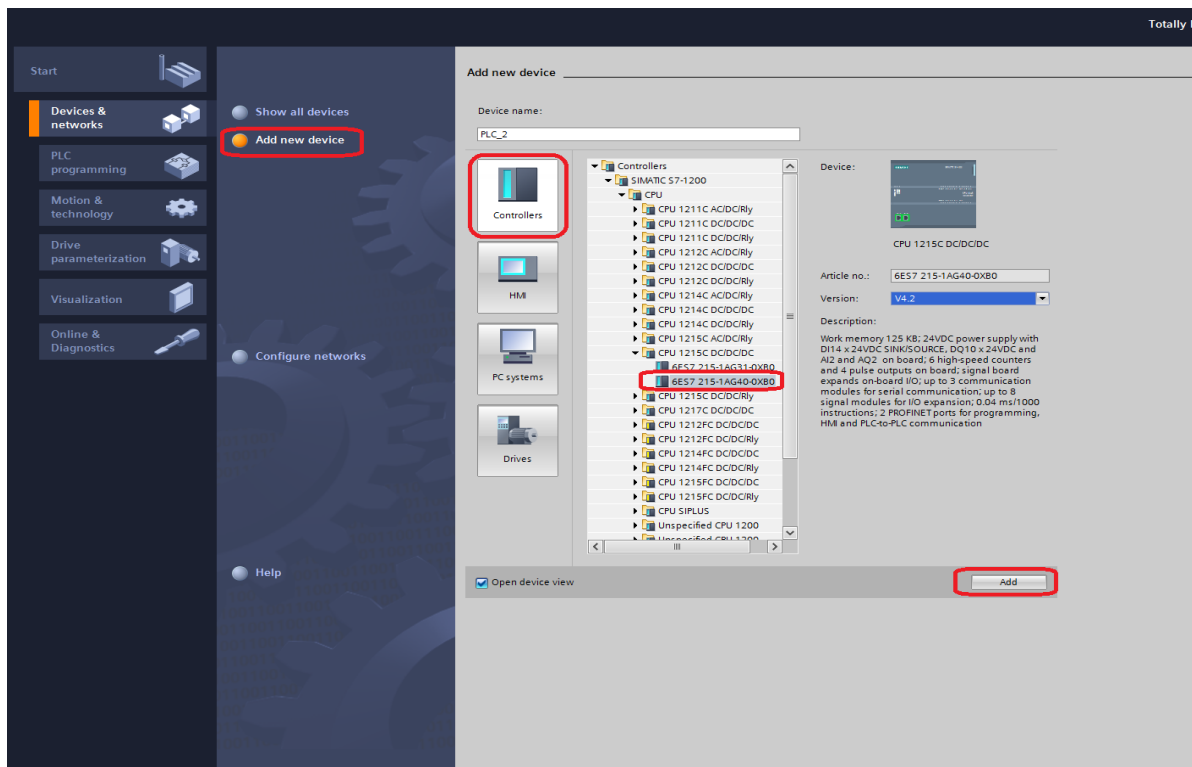 Totally
Start
Devices &
networks
PLC
programming
Motion &
technology
Drive
parameterization
Visualization
Online &
Diagnostics
Show all devices
Add new device
Configure networks
Help
Add new device
Device name:
PLC_2
Controllers
HMI
PC systems
Drives
Controllers
SIMATIC S7-1200
CPU
CPU 1211C AC/DC/Rly
CPU 1211C DC/DC/DC
CPU 1211C DC/DC/Rly
CPU 1212C AC/DC/Rly
CPU 1212C DC/DC/DC
CPU 1212C DC/DC/Rly
CPU 1214C AC/DC/Rly
CPU 1214C DC/DC/DC
CPU 1214C DC/DC/Rly
CPU 1215C AC/DC/Rly
CPU 1215C DC/DC/DC
6ES7 215-1AG31-0XB0
6ES7 215-1AG40-0XB0
CPU 1215C DC/DC/Rly
CPU 1217C DC/DC/DC
CPU 1212FC DC/DC/DC
CPU 1212FC DC/DC/Rly
CPU 1214FC DC/DC/DC
CPU 1214FC DC/DC/Rly
CPU 1215FC DC/DC/DC
CPU 1215FC DC/DC/Rly
CPU SIPLUS
Unspecified CPU 1200
Unspecified CPU 1200
Device:
CPU 1215C DC/DC/DC
Article no.:
6ES7 215-1AG40-0XB0
Version:
V4.2
Description:
Work memory 125 KB; 24VDC power supply with
DI14 x 24VDC SINK/SOURCE, DQ10 x 24VDC and
AI2 and AQ2 on board; 6 high-speed counters
and 4 pulse outputs on board; signal board
expands on-board I/O; up to 3 communication
modules for serial communication; up to 8
signal modules for I/O expansion; 0.04 ms/1000
instructions; 2 PROFINET ports for programming,
HMI and PLC-to-PLC communication
Open device view
Add